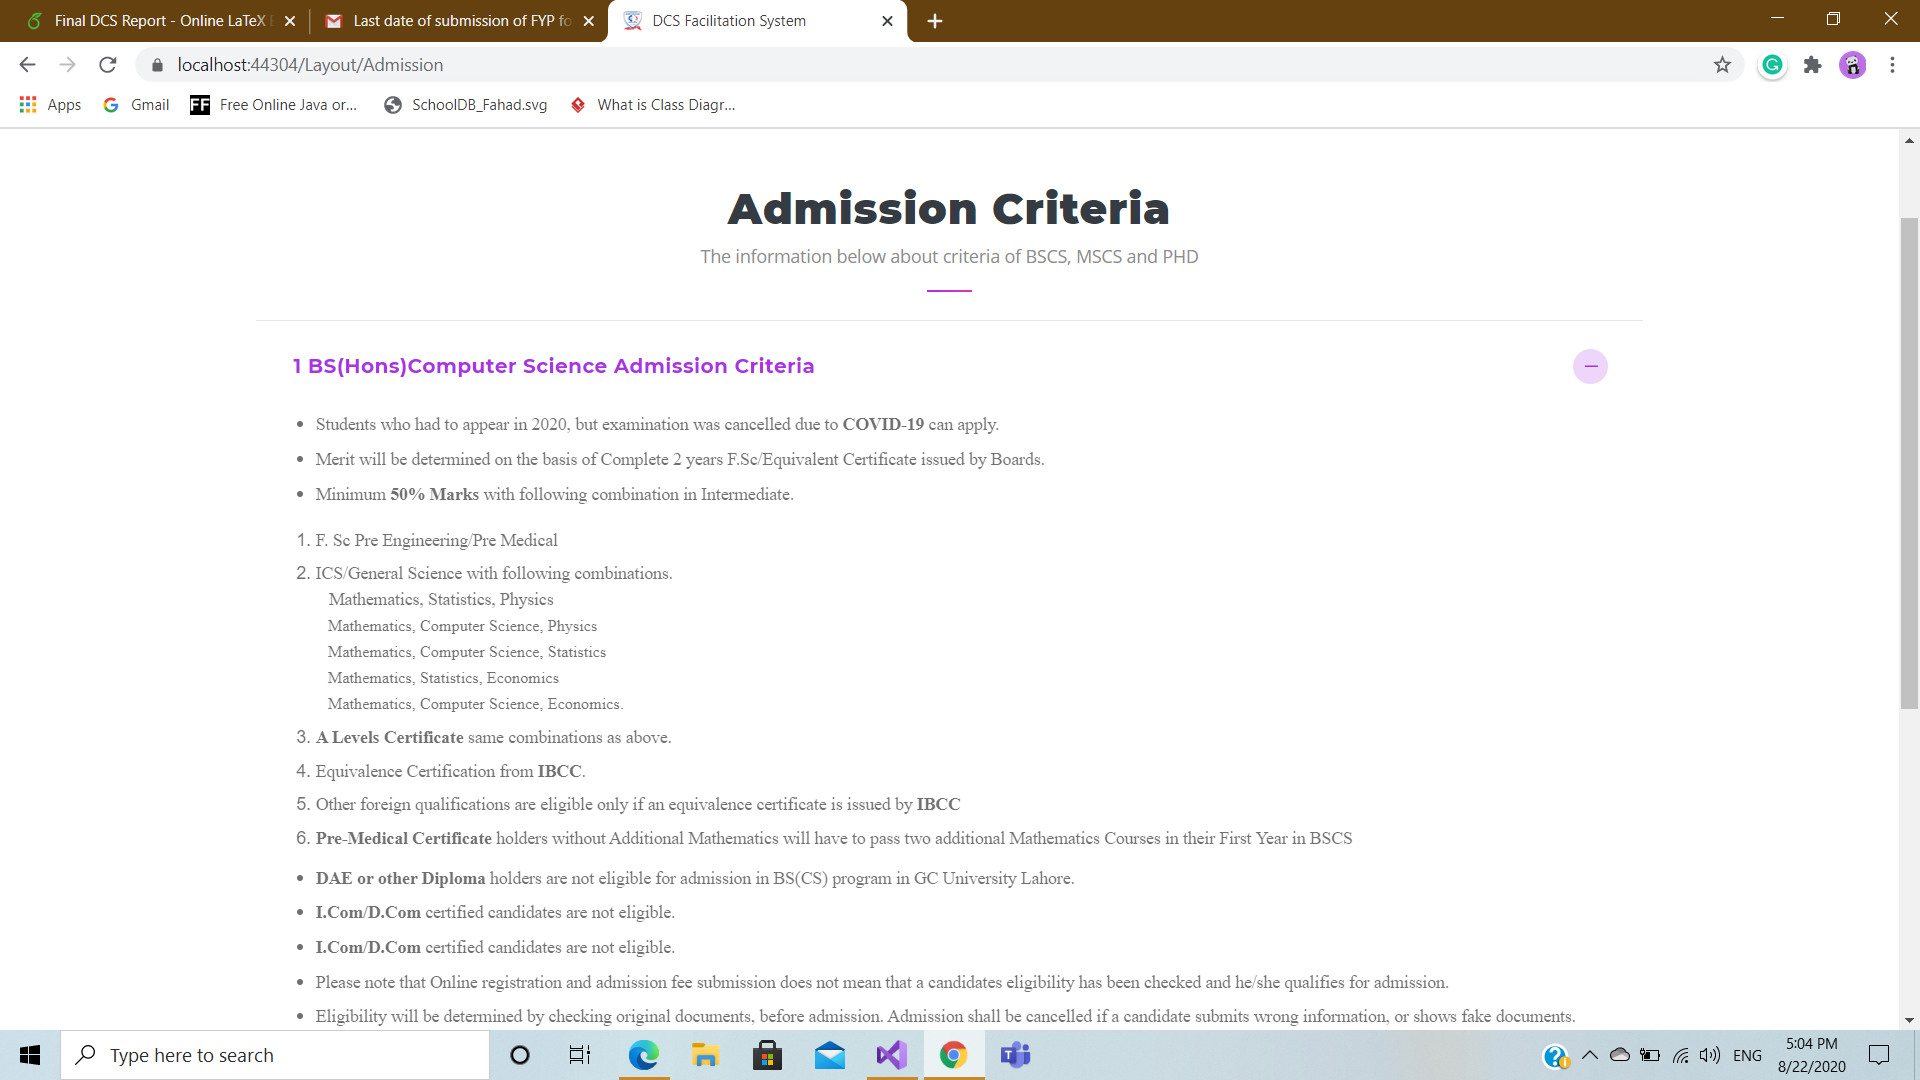 Final DCS Report - Online LaTeX
Last date of submission of FYP fo
DCS Facilitation System
localhost:44304/Layout/Admission
Apps
Gmail
FF
Free Online Java or...
SchoolDB_Fahad.svg
What is Class Diagr...
Admission Criteria
The information below about criteria of BSCS, MSCS and PHD
1 BS(Hons)Computer Science Admission Criteria
• Students who had to appear in 2020, but examination was cancelled due to COVID-19 can apply.
• Merit will be determined on the basis of Complete 2 years F.Sc/Equivalent Certificate issued by Boards.
• Minimum 50% Marks with following combination in Intermediate.
1. F. Sc Pre Engineering/Pre Medical
2. ICS/General Science with following combinations.
Mathematics, Statistics, Physics
Mathematics, Computer Science, Physics
Mathematics, Computer Science, Statistics
Mathematics, Statistics, Economics
Mathematics, Computer Science, Economics.
3. A Levels Certificate same combinations as above.
4. Equivalence Certification from IBCC.
5. Other foreign qualifications are eligible only if an equivalence certificate is issued by IBCC
6. Pre-Medical Certificate holders without Additional Mathematics will have to pass two additional Mathematics Courses in their First Year in BSCS
• DAE or other Diploma holders are not eligible for admission in BS(CS) program in GC University Lahore.
• I.Com/D.Com certified candidates are not eligible.
• I.Com/D.Com certified candidates are not eligible.
• Please note that Online registration and admission fee submission does not mean that a candidates eligibility has been checked and he/she qualifies for admission.
• Eligibility will be determined by checking original documents, before admission. Admission shall be cancelled if a candidate submits wrong information, or shows fake documents.
Type here to search
ENG
5:04 PM
8/22/2020